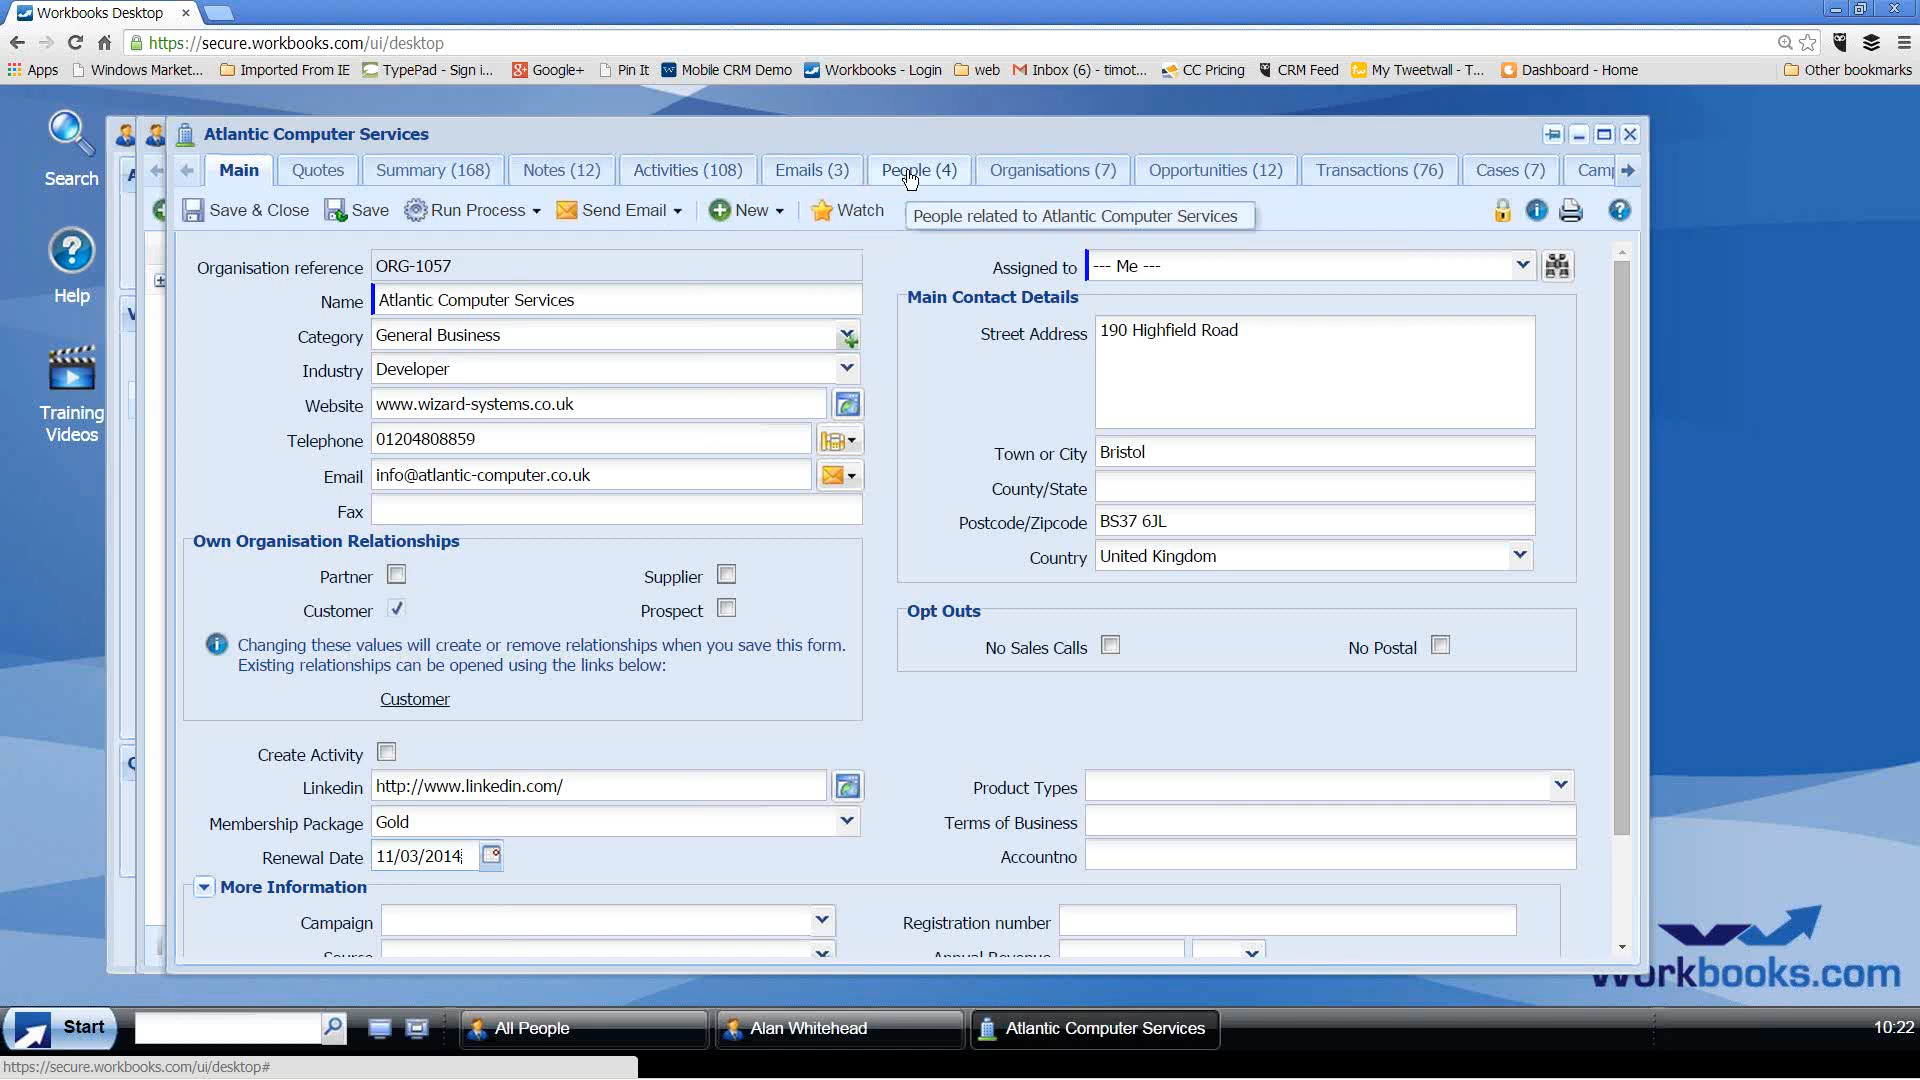 Workbooks Desktop
https://secure.workbooks.com/ui/desktop
Apps Windows Market... Imported From IE TypePad - Sign i... Google+ Pin It Mobile CRM Demo Workbooks - Login web Inbox (6) - timot... CC Pricing CRM Feed My Tweetwall - T... Dashboard - Home Other bookmarks
Search
Help
Training
Videos
Atlantic Computer Services
Main Quotes Summary (168) Notes (12) Activities (108) Emails (3) People (4) Organisations (7) Opportunities (12) Transactions (76) Cases (7) Camp
Save & Close Save Run Process Send Email New Watch
People related to Atlantic Computer Services
Organisation reference ORG-1057
Name Atlantic Computer Services
Category General Business
Industry Developer
Website www.wizard-systems.co.uk
Telephone 01204808859
Email info@atlantic-computer.co.uk
Fax
Assigned to --- Me ---
Main Contact Details
Street Address 190 Highfield Road
Town or City Bristol
County/State
Postcode/Zipcode BS37 6JL
Country United Kingdom
Own Organisation Relationships
Partner Supplier
Customer Prospect
Changing these values will create or remove relationships when you save this form.
Existing relationships can be opened using the links below:
Customer
Opt Outs
No Sales Calls No Postal
Create Activity
Linkedin http://www.linkedin.com/
Membership Package Gold
Renewal Date 11/03/2014
Product Types
Terms of Business
Accountno
More Information
Campaign
Source
Registration number
Annual Revenue
workbooks.com
Start All People Alan Whitehead Atlantic Computer Services 10:22
https://secure.workbooks.com/ui/desktop#